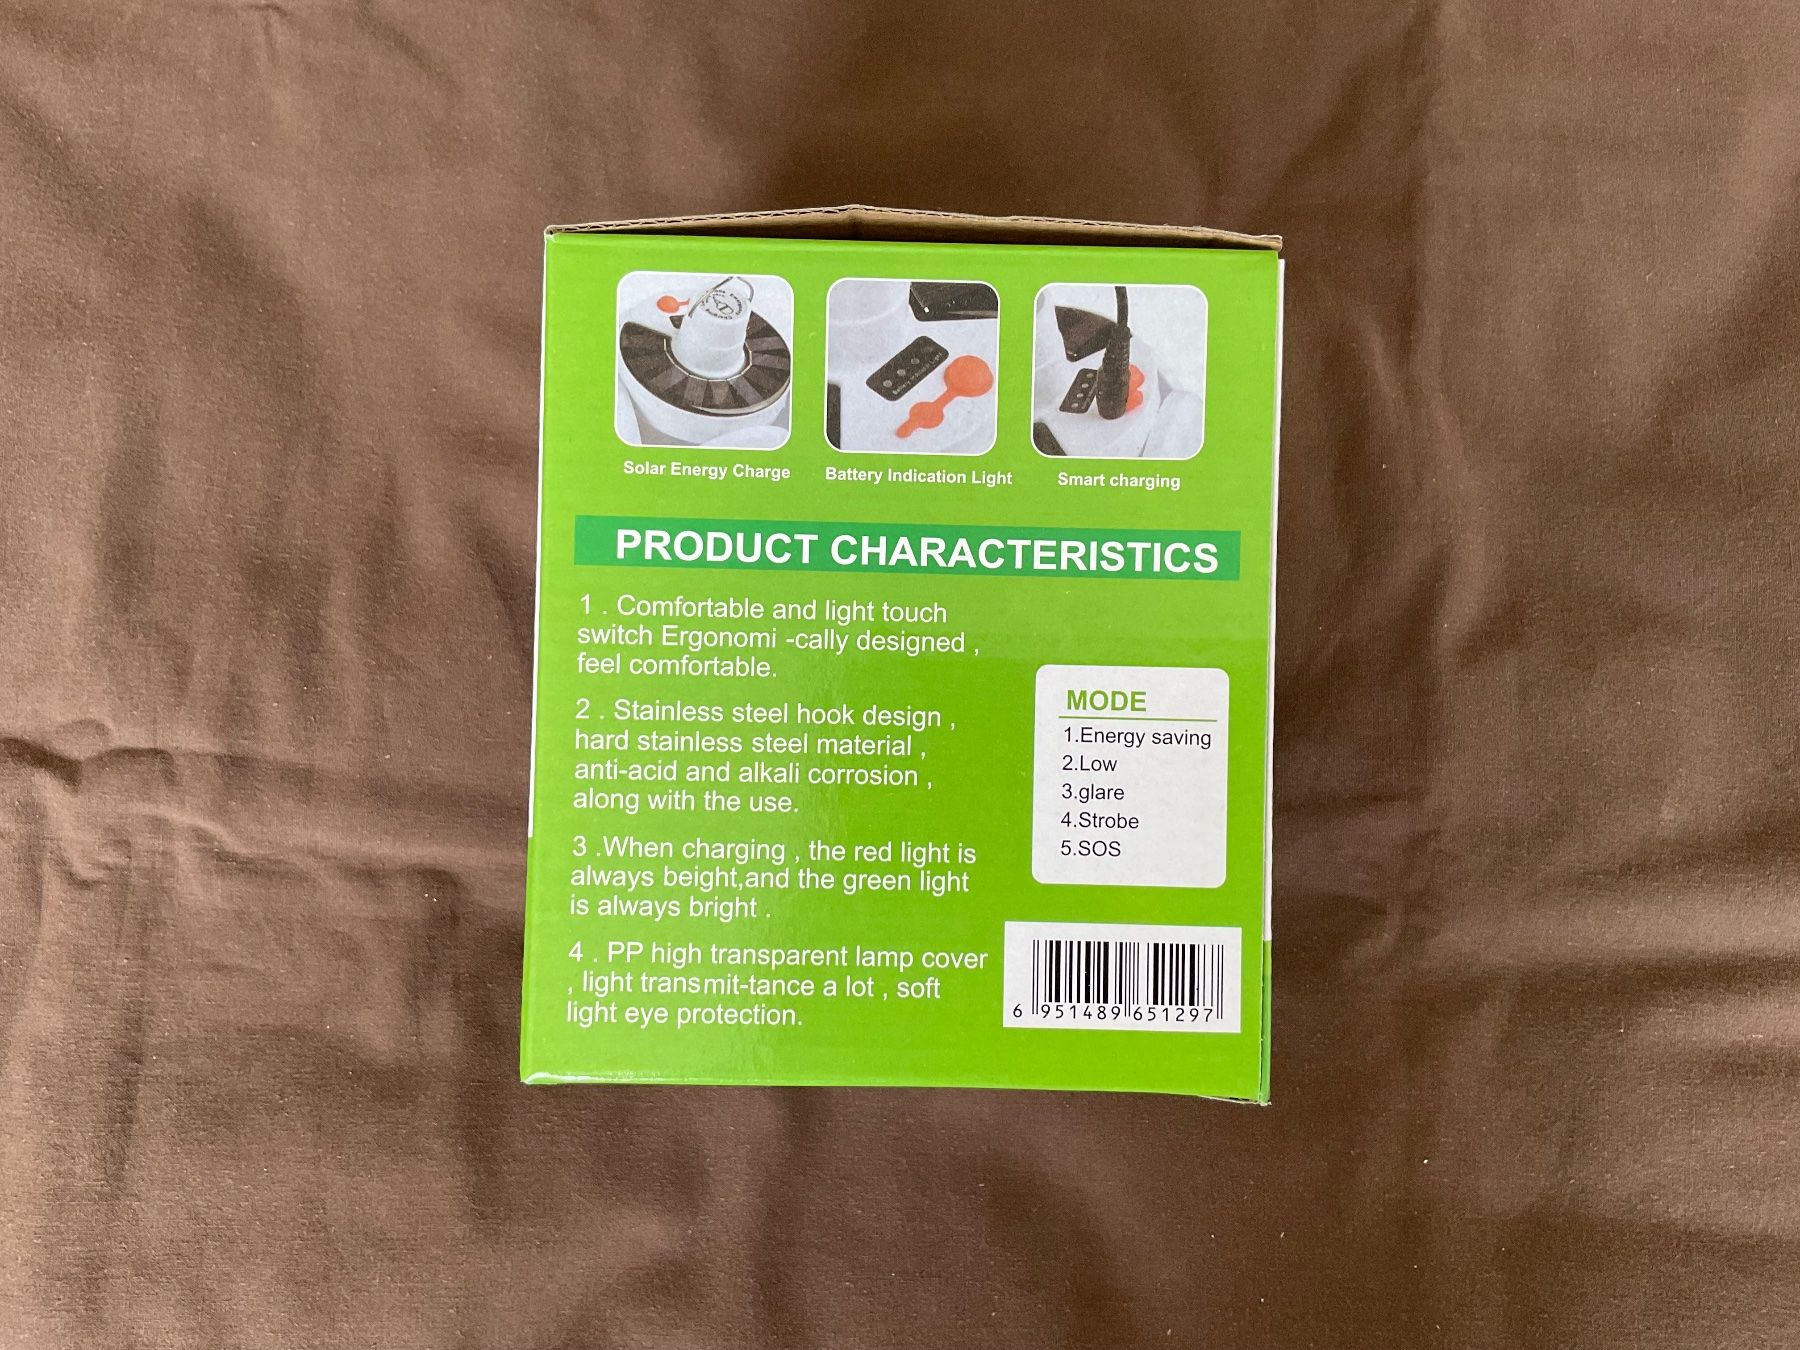 Solar Energy Charge
Battery Indication Light
Smart charging
PRODUCT CHARACTERISTICS
1 . Comfortable and light touch
switch Ergonomi -cally designed ,
feel comfortable.
2 . Stainless steel hook design ,
hard stainless steel material ,
anti-acid and alkali corrosion ,
along with the use.
3 .When charging , the red light is
always beight,and the green light
is always bright .
4 . PP high transparent lamp cover
, light transmit-tance a lot , soft
light eye protection.
MODE
1.Energy saving
2.Low
3.glare
4.Strobe
5.SOS
6 951489 651297